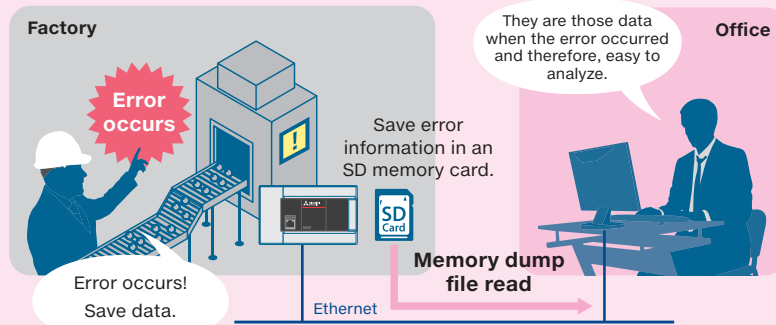 Factory
Error
occurs
!
Save error
information in an
SD memory card.
SD
Card
Error occurs!
Save data.
Ethernet
Memory dump
file read
They are those data
when the error occurred
and therefore, easy to
analyze.
Office